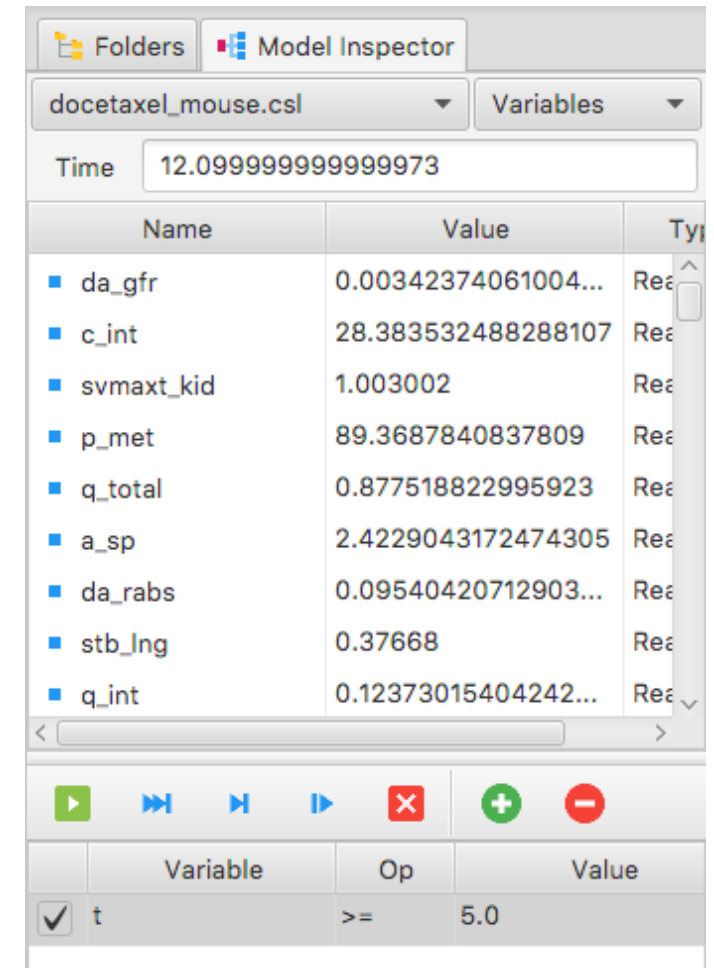 Folders Model Inspector
docetaxel_mouse.csl Variables
Time 12.099999999999973
Name Value Typ
da_gfr 0.00342374061004... Rea
c_int 28.383532488288107 Rea
svmaxt_kid 1.003002 Rea
p_met 89.3687840837809 Rea
q_total 0.877518822995923 Rea
a_sp 2.4229043172474305 Rea
da_rabs 0.09540420712903... Rea
stb_lng 0.37668 Rea
q_int 0.12373015404242... Rea
Variable Op Value
t >= 5.0